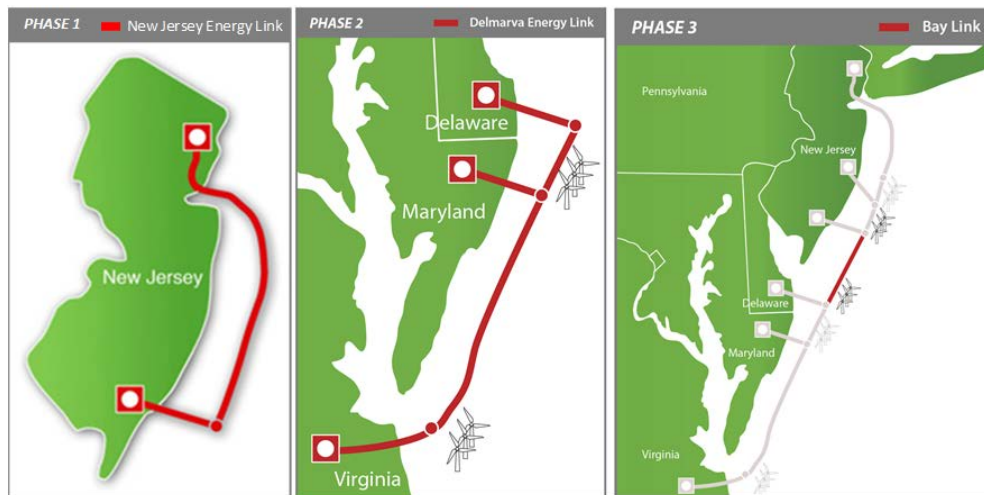 PHASE 1
New Jersey Energy Link
New Jersey
PHASE 2
Delmarva Energy Link
Delaware
Maryland
Virginia
PHASE 3
Bay Link
Pennsylvania
New Jersey
Delaware
Maryland
Virginia